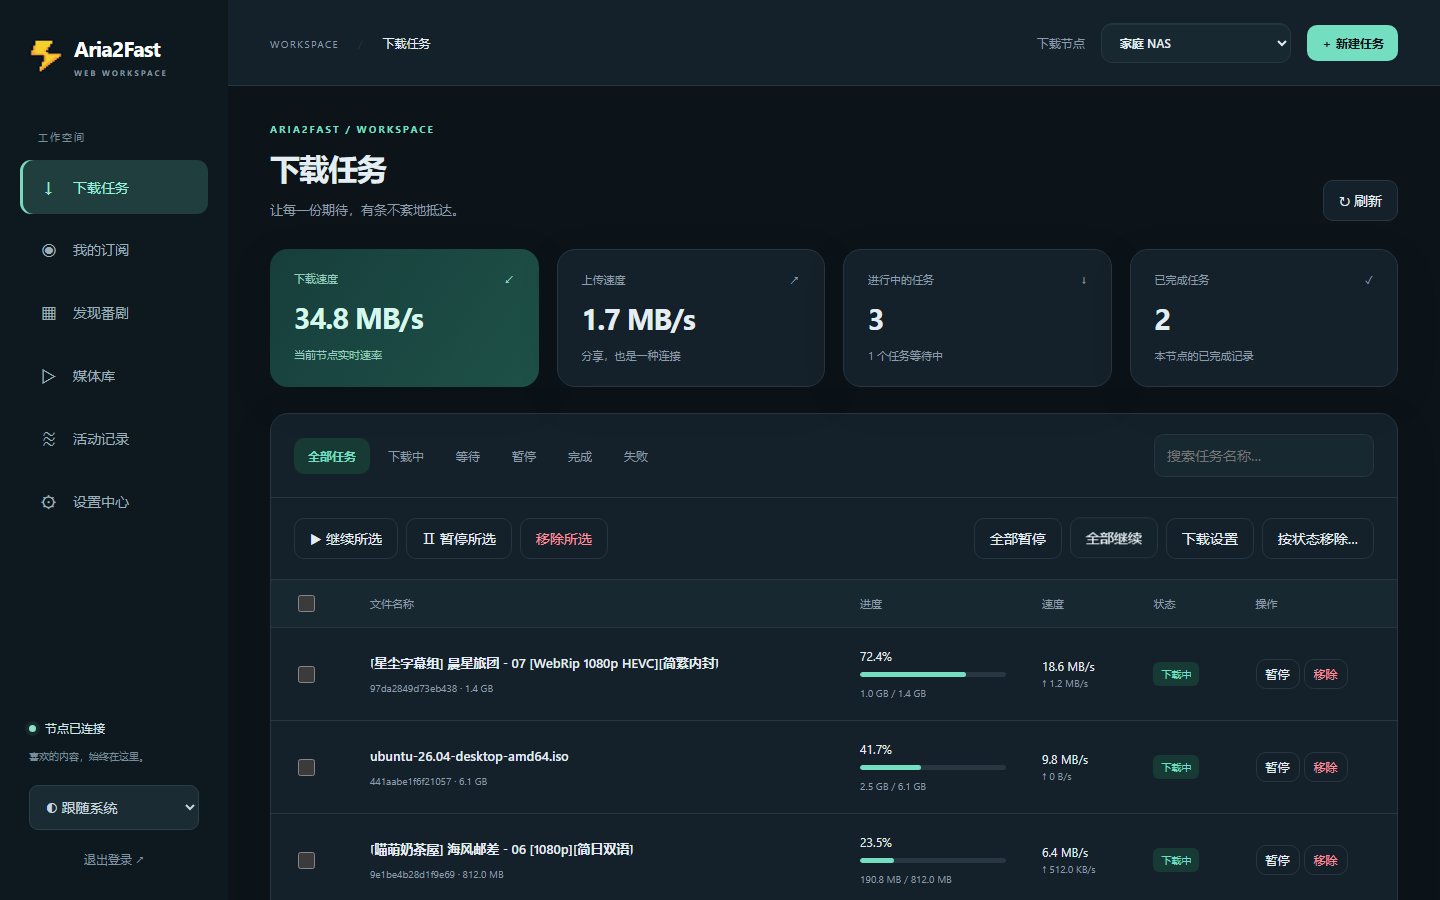 Aria2Fast
WEB WORKSPACE
工作空间
下载任务
我的订阅
发现番剧
媒体库
活动记录
设置中心
节点已连接
喜欢的内容，始终在这里。
跟随系统
退出登录 ↗
WORKSPACE / 下载任务
下载节点 家庭 NAS
+ 新建任务
ARIA2FAST / WORKSPACE
下载任务
让每一份期待，有条不紊地抵达。
↻ 刷新
下载速度 ↙
34.8 MB/s
当前节点实时速率
上传速度 ↗
1.7 MB/s
分享，也是一种连接
进行中的任务 ↓
3
1 个任务等待中
已完成任务 ✓
2
本节点的已完成记录
全部任务 下载中 等待 暂停 完成 失败
搜索任务名称...
▶ 继续所选 Ⅱ 暂停所选 移除所选 全部暂停 全部继续 下载设置 按状态移除...
文件名称 进度 速度 状态 操作
[星尘字幕组] 晨星旅团 - 07 [WebRip 1080p HEVC][简繁内封]
97da2849d73eb438 · 1.4 GB
72.4%
1.0 GB / 1.4 GB
18.6 MB/s
↑ 1.2 MB/s
下载中
暂停 移除
ubuntu-26.04-desktop-amd64.iso
441aabe1f6f21057 · 6.1 GB
41.7%
2.5 GB / 6.1 GB
9.8 MB/s
↑ 0 B/s
下载中
暂停 移除
[喵萌奶茶屋] 海风邮差 - 06 [1080p][简日双语]
9e1be4b28d1f9e69 · 812.0 MB
23.5%
190.8 MB / 812.0 MB
6.4 MB/s
↑ 512.0 KB/s
下载中
暂停 移除